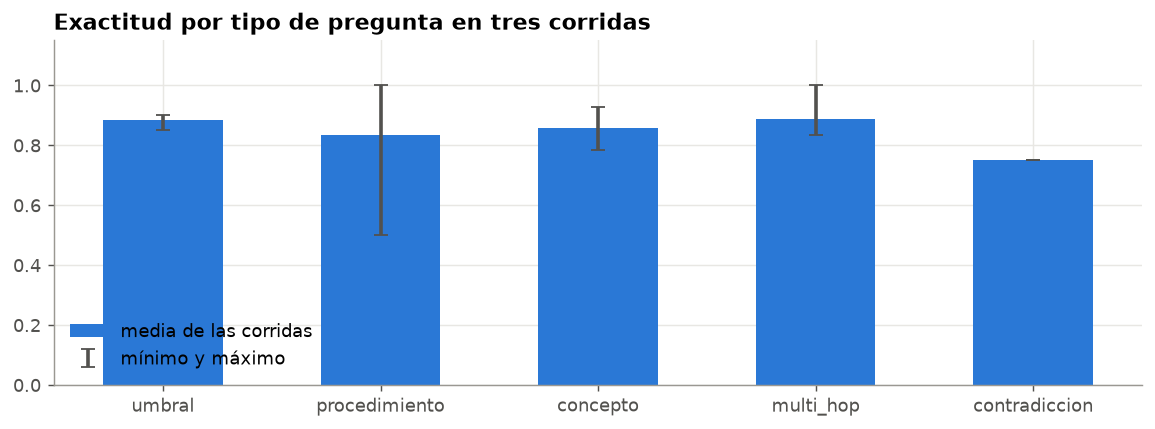 Exactitud por tipo de pregunta en tres corridas
1.0
0.8
0.6
0.4
0.2
0.0
media de las corridas
mínimo y máximo
umbral
procedimiento
concepto
multi_hop
contradiccion